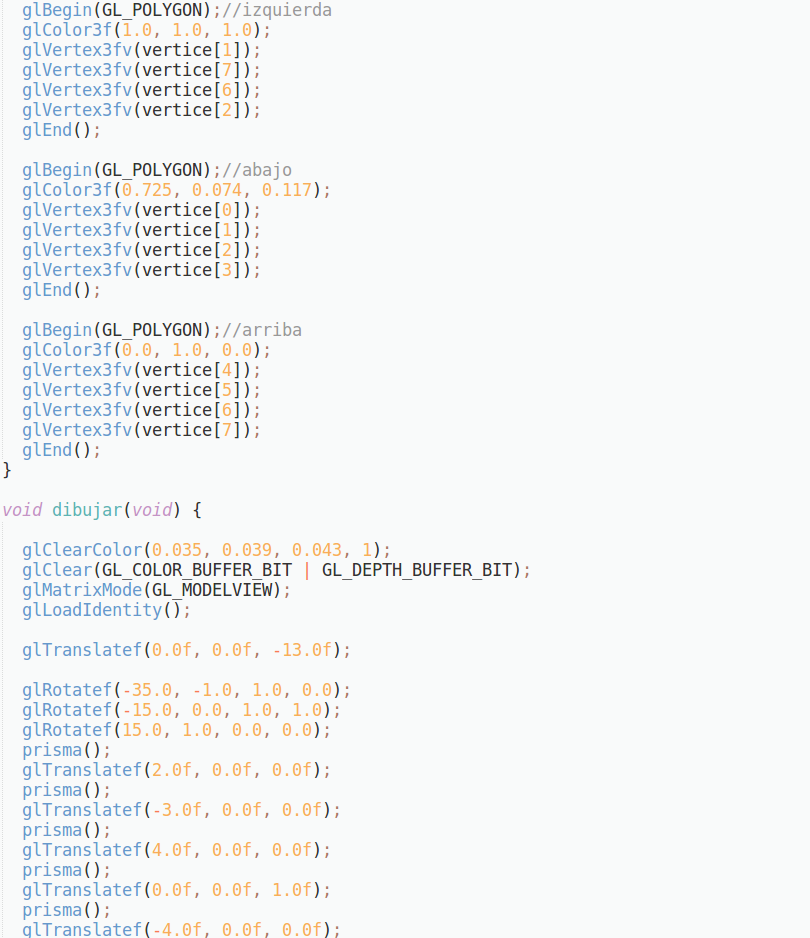 glBegin(GL_POLYGON);//izquierda
glColor3f(1.0, 1.0, 1.0);
glVertex3fv(vertice[1]);
glVertex3fv(vertice[7]);
glVertex3fv(vertice[6]);
glVertex3fv(vertice[2]);
glEnd();
glBegin(GL_POLYGON);//abajo
glColor3f(0.725, 0.074, 0.117);
glVertex3fv(vertice[0]);
glVertex3fv(vertice[1]);
glVertex3fv(vertice[2]);
glVertex3fv(vertice[3]);
glEnd();
glBegin(GL_POLYGON);//arriba
glColor3f(0.0, 1.0, 0.0);
glVertex3fv(vertice[4]);
glVertex3fv(vertice[5]);
glVertex3fv(vertice[6]);
glVertex3fv(vertice[7]);
glEnd();
}
void dibujar(void) {
glClearColor(0.035, 0.039, 0.043, 1);
glClear(GL_COLOR_BUFFER_BIT | GL_DEPTH_BUFFER_BIT);
glMatrixMode(GL_MODELVIEW);
glLoadIdentity();
glTranslatef(0.0f, 0.0f, -13.0f);
glRotatef(-35.0, -1.0, 1.0, 0.0);
glRotatef(-15.0, 0.0, 1.0, 1.0);
glRotatef(15.0, 1.0, 0.0, 0.0);
prisma();
glTranslatef(2.0f, 0.0f, 0.0f);
prisma();
glTranslatef(-3.0f, 0.0f, 0.0f);
prisma();
glTranslatef(4.0f, 0.0f, 0.0f);
prisma();
glTranslatef(0.0f, 0.0f, 1.0f);
prisma();
glTranslatef(-4.0f, 0.0f, 0.0f);